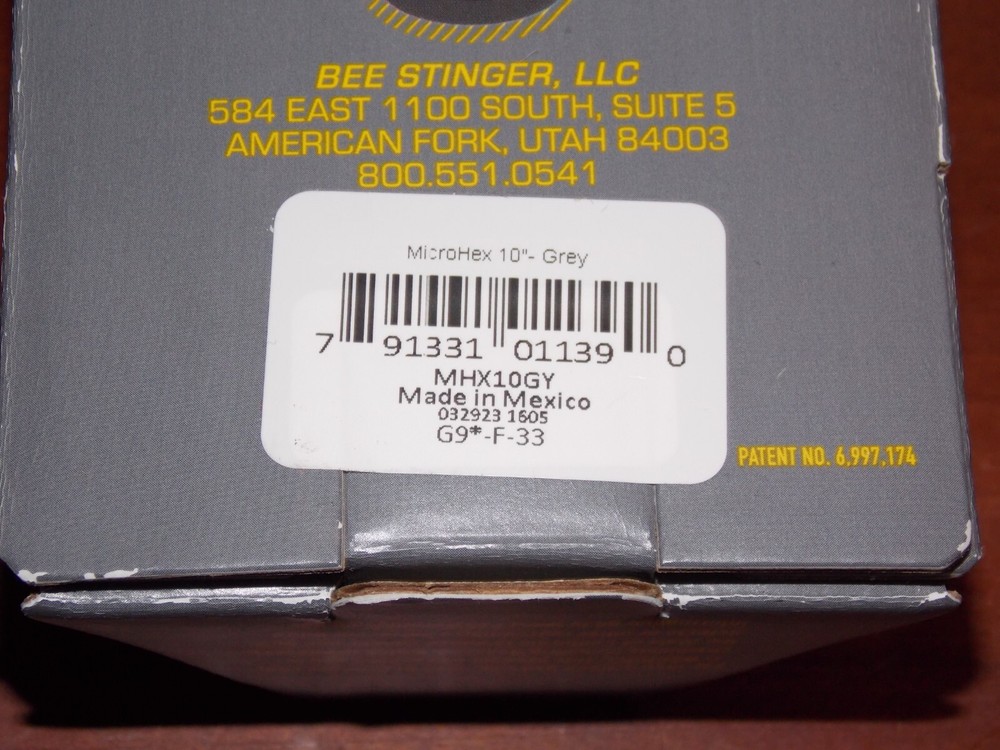 BEE STINGER, LLC
584 EAST 1100 SOUTH, SUITE 5
AMERICAN FORK, UTAH 84003
800.551.0541
MicroHex 10"- Grey
7 91331 01139 0
MHX10GY
Made in Mexico
032923 1605
G9*-F-33
PATENT NO. 6,997,174